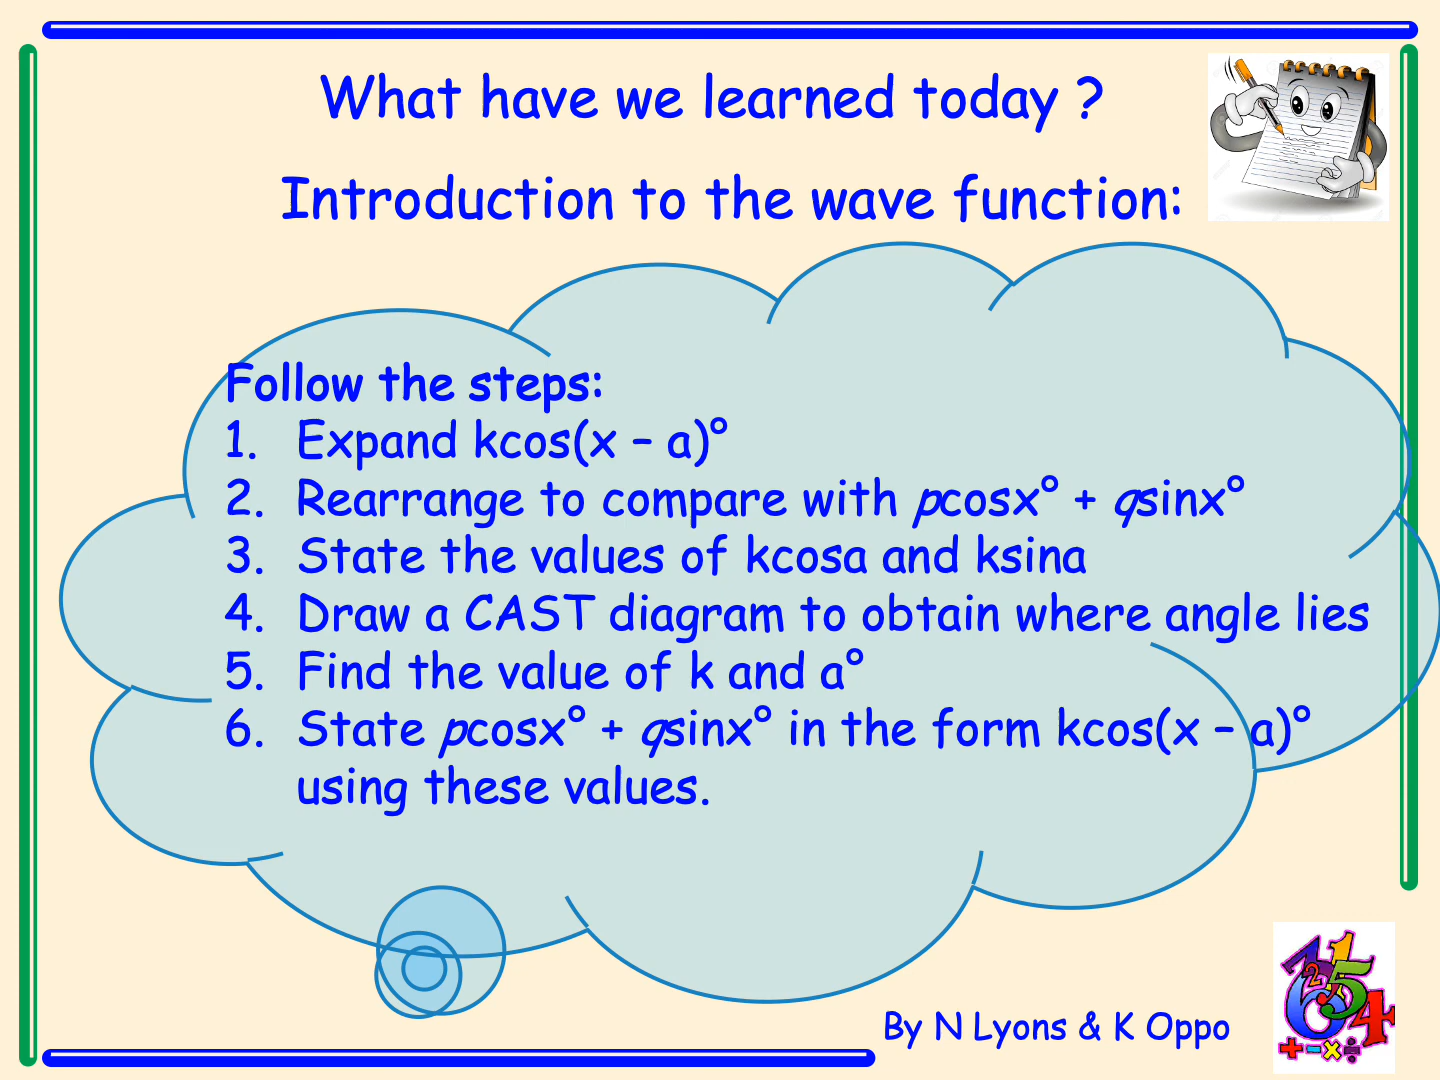 What have we learned today ?
Introduction to the wave function:
Follow the steps:
1. Expand kcos(x – a)°
2. Rearrange to compare with pcosx° + qsinx°
3. State the values of kcosa and ksina
4. Draw a CAST diagram to obtain where angle lies
5. Find the value of k and a°
6. State pcosx° + qsinx° in the form kcos(x – a)°
using these values.
By N Lyons & K Oppo